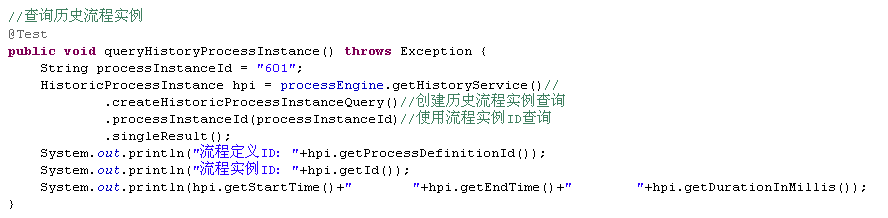 //查询历史流程实例
@Test
public void queryHistoryProcessInstance() throws Exception {
    String processInstanceId = "601";
    HistoricProcessInstance hpi = processEngine.getHistoryService()//
            .createHistoricProcessInstanceQuery()//创建历史流程实例查询
            .processInstanceId(processInstanceId)//使用流程实例ID查询
            .singleResult();
    System.out.println("流程定义ID: "+hpi.getProcessDefinitionId());
    System.out.println("流程实例ID: "+hpi.getId());
    System.out.println(hpi.getStartTime()+"        "+hpi.getEndTime()+"        "+hpi.getDurationInMillis());
}